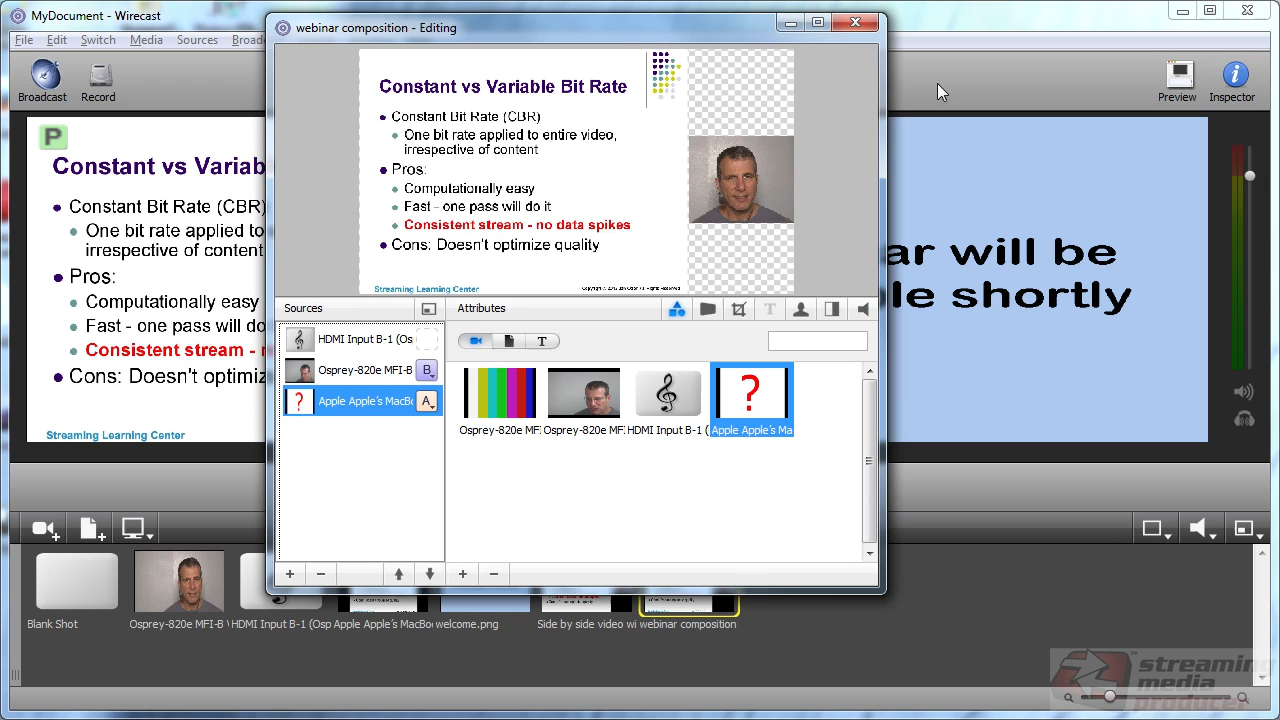 MyDocument - Wirecast
File Edit Switch Media Sources
Broadcast Record
Preview Inspector
P
Constant vs Varia
Constant Bit Rate (CBR)
One bit rate applied to
irrespective of content
Pros:
Computationally easy
Fast - one pass will do
Consistent stream -
Cons: Doesn't optimiz
Streaming Learning Center
ar will be
le shortly
webinar composition - Editing
Constant vs Variable Bit Rate
Constant Bit Rate (CBR)
One bit rate applied to entire video,
irrespective of content
Pros:
Computationally easy
Fast - one pass will do it
Consistent stream - no data spikes
Cons: Doesn't optimize quality
Streaming Learning Center
Sources
Attributes
T
T
HDMI Input B-1 (Os
Osprey-820e MFI-B
B
Apple Apple's MacBo
A
?
?
Osprey-820e MFI Osprey-820e MF HDMI Input B-1 ( Apple Apple's Ma
Blank Shot
Osprey-820e MFI-B HDMI Input B-1 (Osp Apple Apple's MacBo welcome.png
Side by side video wi webinar composition
streaming
media
producer